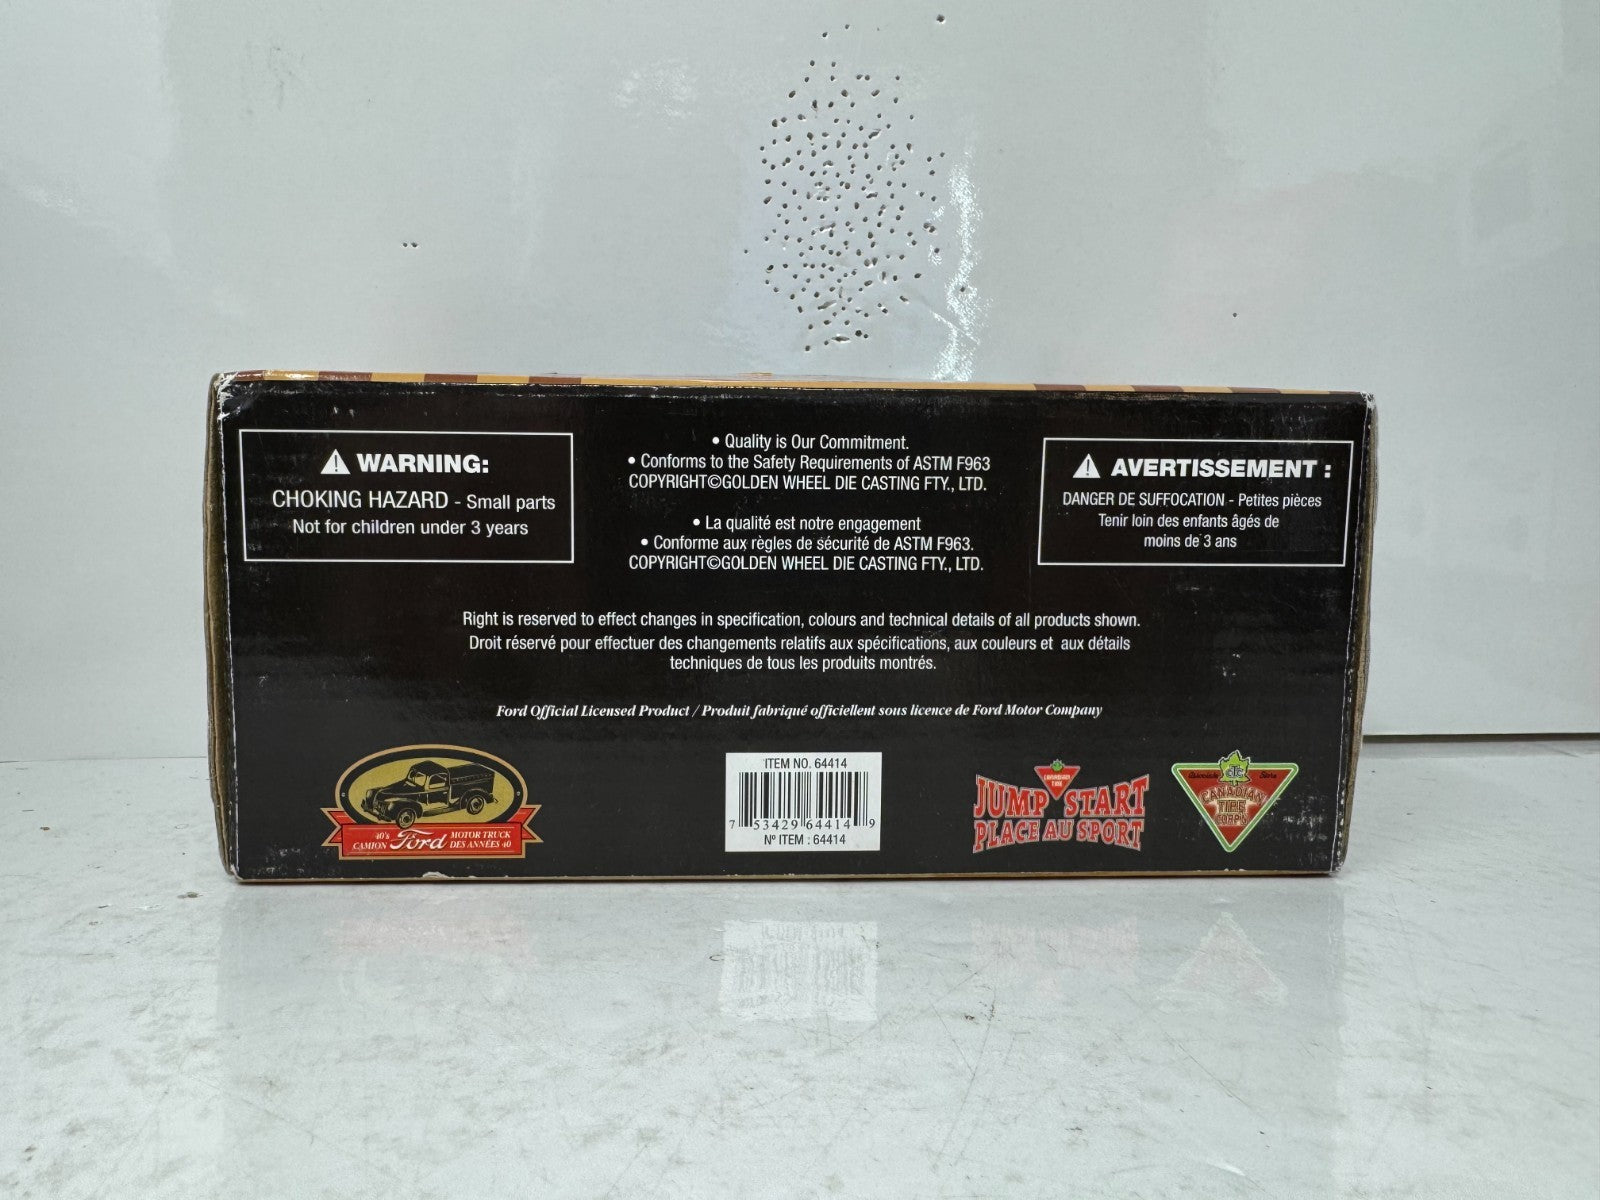 ⚠ WARNING:
CHOKING HAZARD - Small parts
Not for children under 3 years
• Quality is Our Commitment.
• Conforms to the Safety Requirements of ASTM F963
COPYRIGHT©GOLDEN WHEEL DIE CASTING FTY., LTD.
• La qualité est notre engagement
• Conforme aux règles de sécurité de ASTM F963.
COPYRIGHT©GOLDEN WHEEL DIE CASTING FTY., LTD.
⚠ AVERTISSEMENT :
DANGER DE SUFFOCATION - Petites pièces
Tenir loin des enfants âgés de
moins de 3 ans
Right is reserved to effect changes in specification, colours and technical details of all products shown.
Droit réservé pour effectuer des changements relatifs aux spécifications, aux couleurs et aux détails
techniques de tous les produits montrés.
Ford Official Licensed Product / Produit fabriqué officiellent sous licence de Ford Motor Company
40's Ford MOTOR TRUCK
CAMION DES ANNÉES 40
ITEM NO. 64414
7 53429 64414 9
Nº ITEM : 64414
CANADIAN
TIRE
JUMP START
PLACE AU SPORT
Associate CTC Store
CANADIAN
TIRE
CORP'N